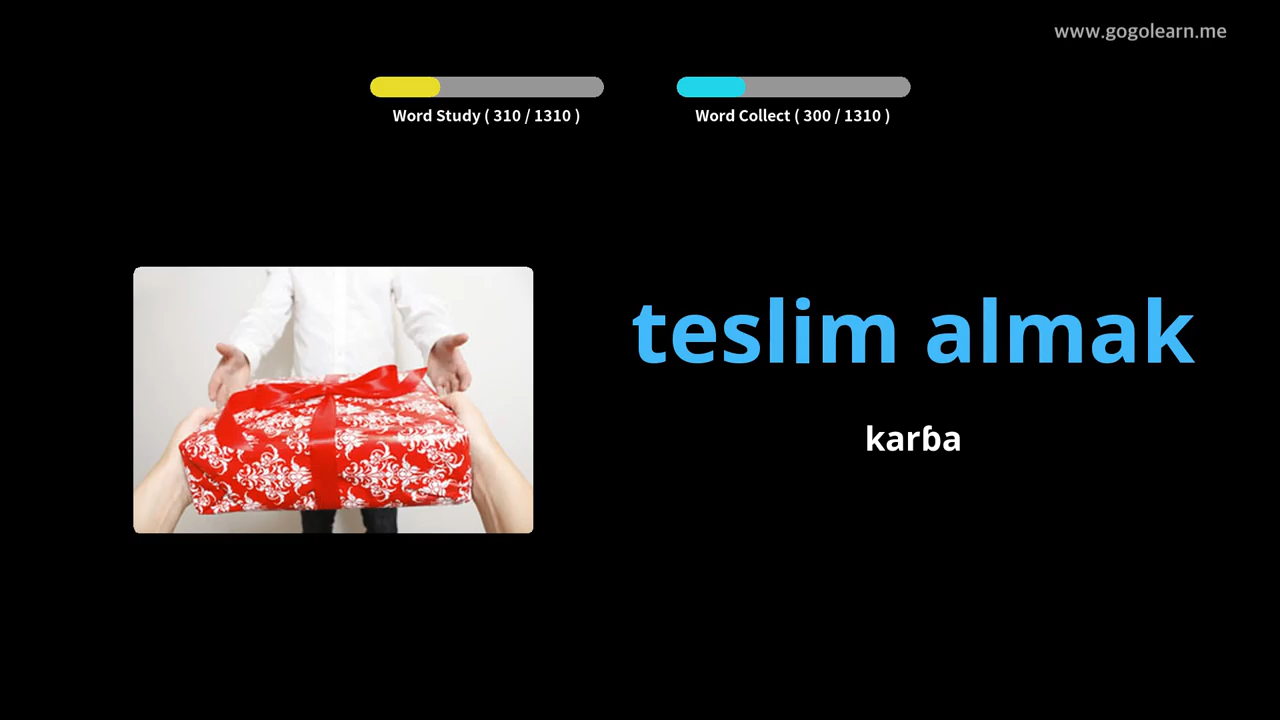 www.gogolearn.me
Word Study ( 310 / 1310 )
Word Collect ( 300 / 1310 )
teslim almak
karɓa